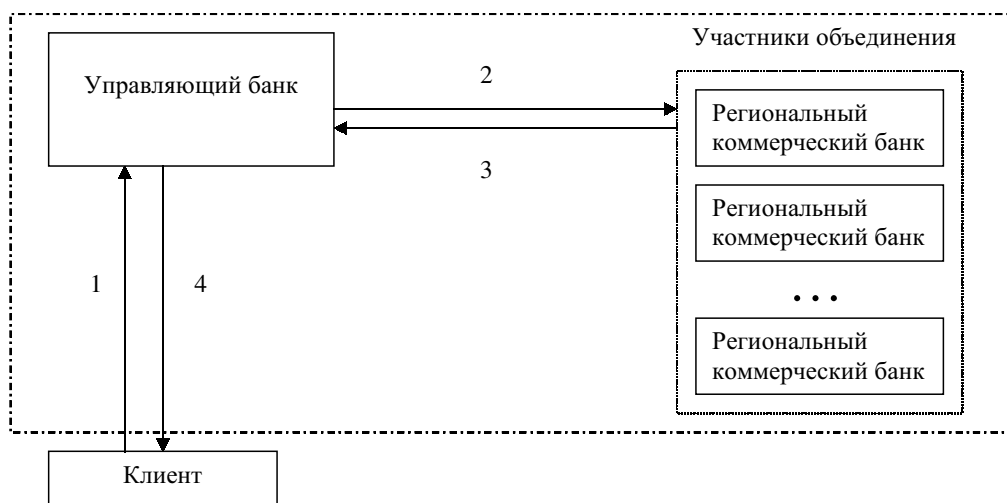 Участники объединения
Управляющий банк
2
3
Региональный
коммерческий банк
Региональный
коммерческий банк
...
Региональный
коммерческий банк
1
4
Клиент